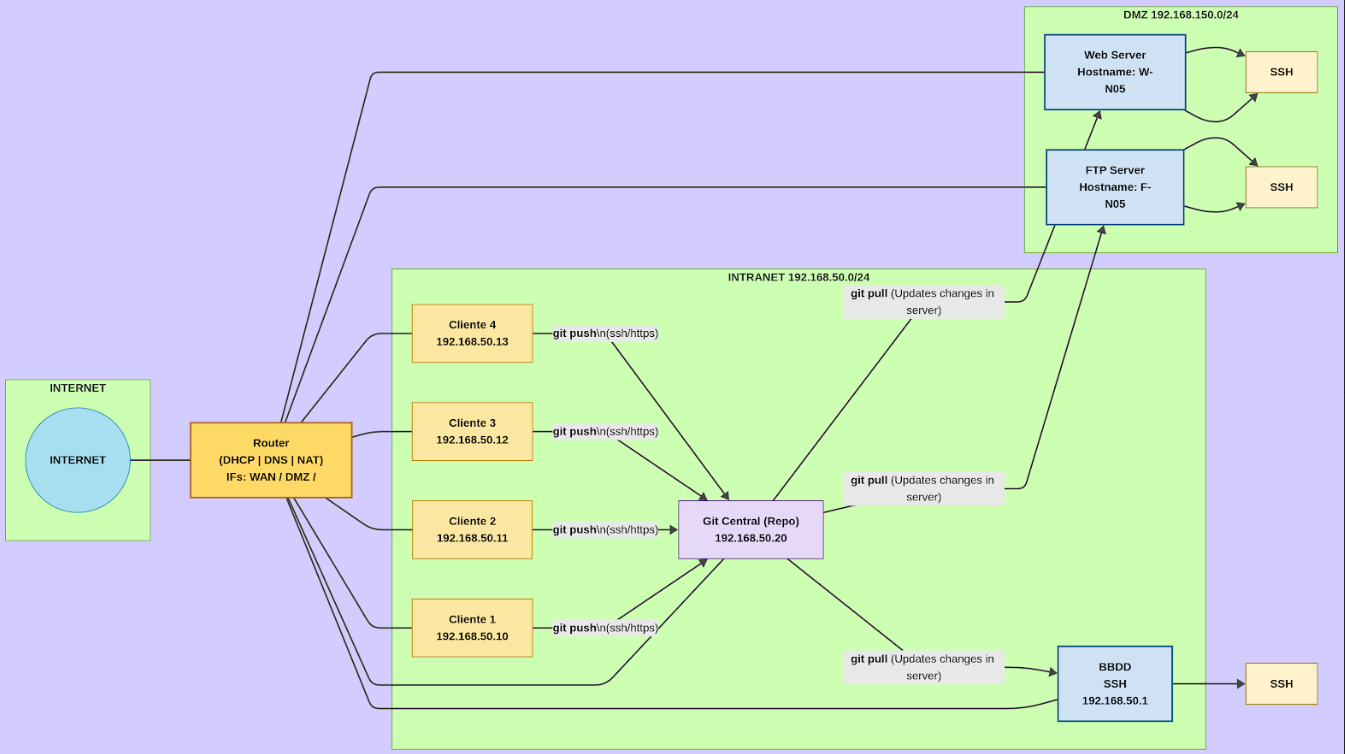 DMZ 192.168.150.0/24
Web Server
Hostname: W-
N05
SSH
FTP Server
Hostname: F-
N05
SSH
INTRANET 192.168.50.0/24
git pull (Updates changes in
server)
Cliente 4
192.168.50.13
git push\n(ssh/https)
INTERNET
INTERNET
Router
(DHCP | DNS | NAT)
IFs: WAN / DMZ /
Cliente 3
192.168.50.12
git push\n(ssh/https)
git pull (Updates changes in
server)
Cliente 2
192.168.50.11
git push\n(ssh/https)
Git Central (Repo)
192.168.50.20
Cliente 1
192.168.50.10
git push\n(ssh/https)
git pull (Updates changes in
server)
BBDD
SSH
192.168.50.1
SSH